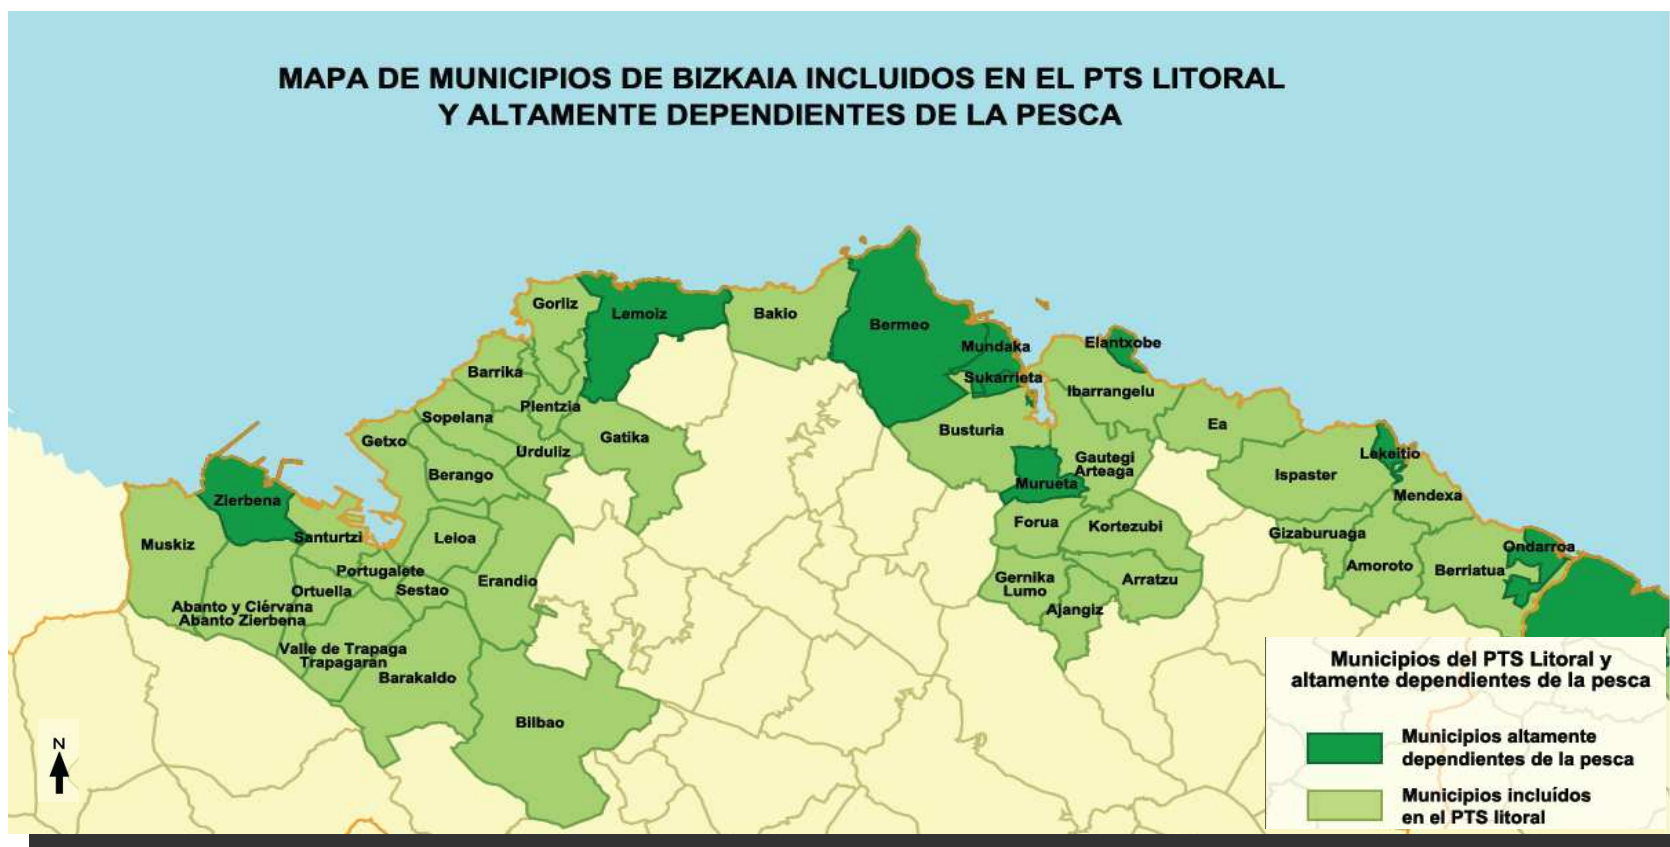 MAPA DE MUNICIPIOS DE BIZKAIA INCLUIDOS EN EL PTS LITORAL
Y ALTAMENTE DEPENDIENTES DE LA PESCA
Gorliz
Lemoiz
Bakio
Bermeo
Mundaka
Elantxobe
Barrika
Sukarrieta
Ibarrangelu
Plentzia
Sopelana
Ea
Getxo
Gatika
Busturia
Urduliz
Lekeitio
Berango
Gautegi
Arteaga
Ispaster
Murueta
Mendexa
Zierbena
Forua
Kortezubi
Gizaburuaga
Santurtzi
Leioa
Muskiz
Ondarroa
Portugalete
Amoroto
Berriatua
Erandio
Gernika
Lumo
Arratzu
Ortuella
Sestao
Abanto y Ciérvana
Abanto Zierbena
Ajangiz
Valle de Trapaga
Trapagaran
Barakaldo
Bilbao
N
Municipios del PTS Litoral y
altamente dependientes de la pesca
Municipios altamente
dependientes de la pesca
Municipios incluídos
en el PTS litoral